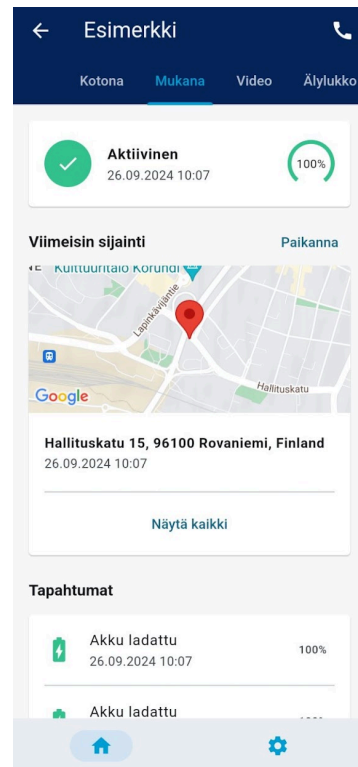 Esimerkki
Kotona Mukana Video Älylukko
Aktiivinen
26.09.2024 10:07
100%
Viimeisin sijainti Paikanna
Kulttuuritalo Korundi
Lapinkävijäntie
Hallituskatu
Google
Hallituskatu 15, 96100 Rovaniemi, Finland
26.09.2024 10:07
Näytä kaikki
Tapahtumat
Akku ladattu
26.09.2024 10:07
100%
Akku ladattu